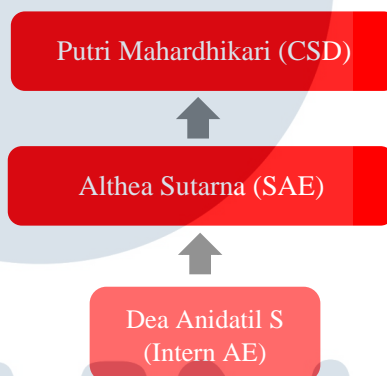 Putri Mahardhikari (CSD)
Althea Sutarna (SAE)
Dea Anidatil S
(Intern AE)